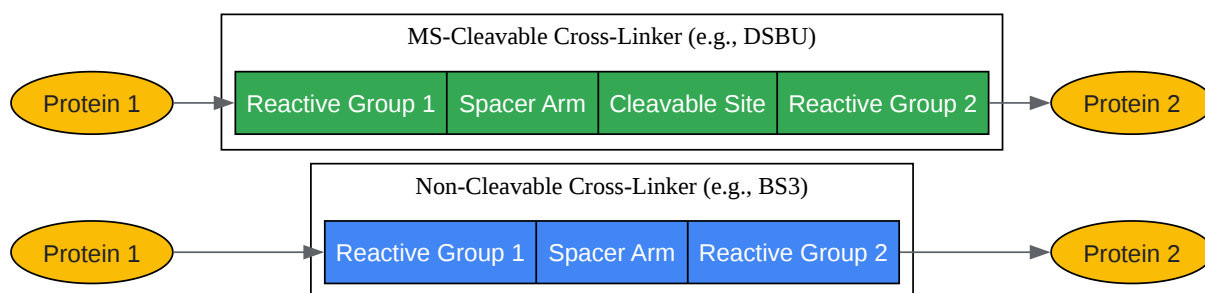 MS-Cleavable Cross-Linker (e.g., DSBU)
Protein 1
Reactive Group 1
Spacer Arm
Cleavable Site
Reactive Group 2
Protein 2
Non-Cleavable Cross-Linker (e.g., BS3)
Protein 1
Reactive Group 1
Spacer Arm
Reactive Group 2
Protein 2